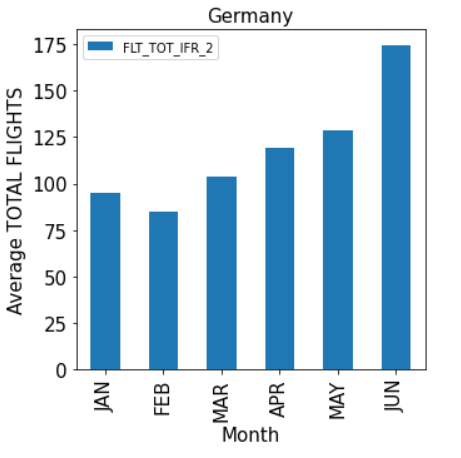 Germany
FLT_TOT_IFR_2
Average TOTAL FLIGHTS
175
150
125
100
75
50
25
0
JAN
FEB
MAR
APR
MAY
JUN
Month